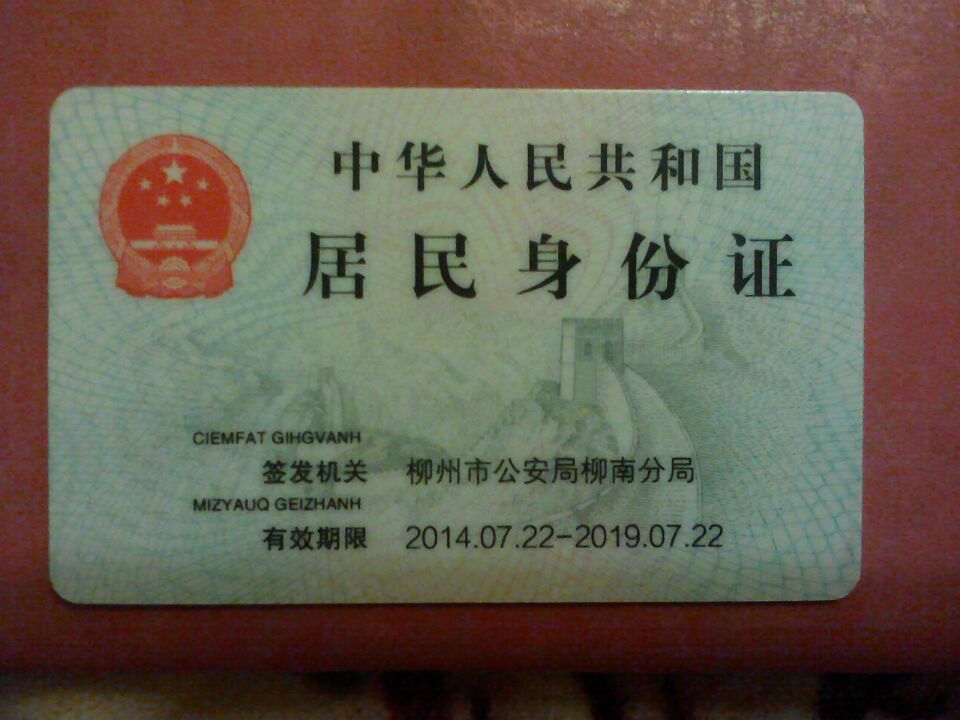 中华人民共和国
居民身份证
CIEMFAT GIHGVANH
签发机关 柳州市公安局柳南分局
MIZYAUQ GEIZHANH
有效期限 2014.07.22-2019.07.22